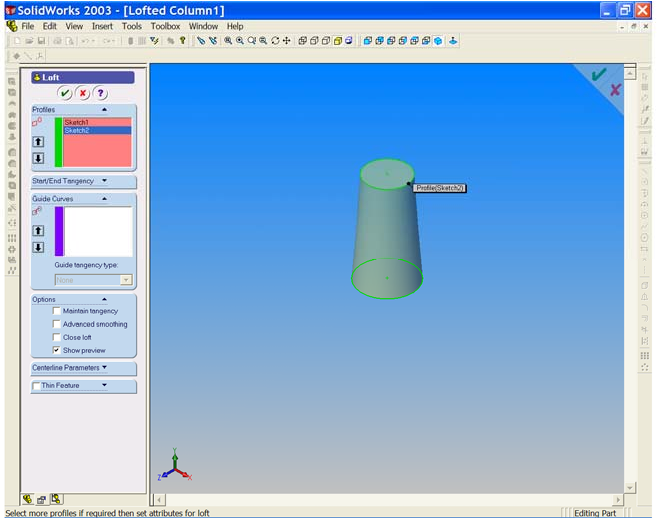 SolidWorks 2003 - [Lofted Column1]
File Edit View Insert Tools Toolbox Window Help
Loft
Profiles
Sketch1
Sketch2
Profile(Sketch2)
Start/End Tangency
Guide Curves
Guide tangency type:
None
Options
Maintain tangency
Advanced smoothing
Close loft
Show preview
Centerline Parameters
Thin Feature
Y
Z
X
Select more profiles if required then set attributes for loft
Editing Part